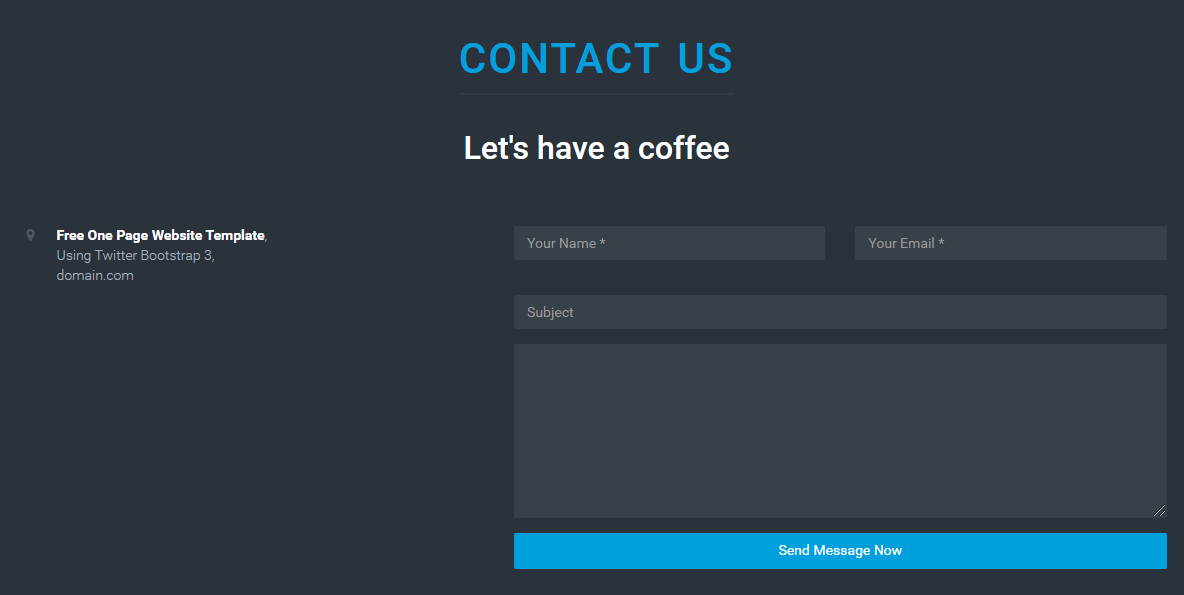 CONTACT US
Let's have a coffee
Free One Page Website Template,
Using Twitter Bootstrap 3,
domain.com
Your Name *
Your Email *
Subject
Send Message Now